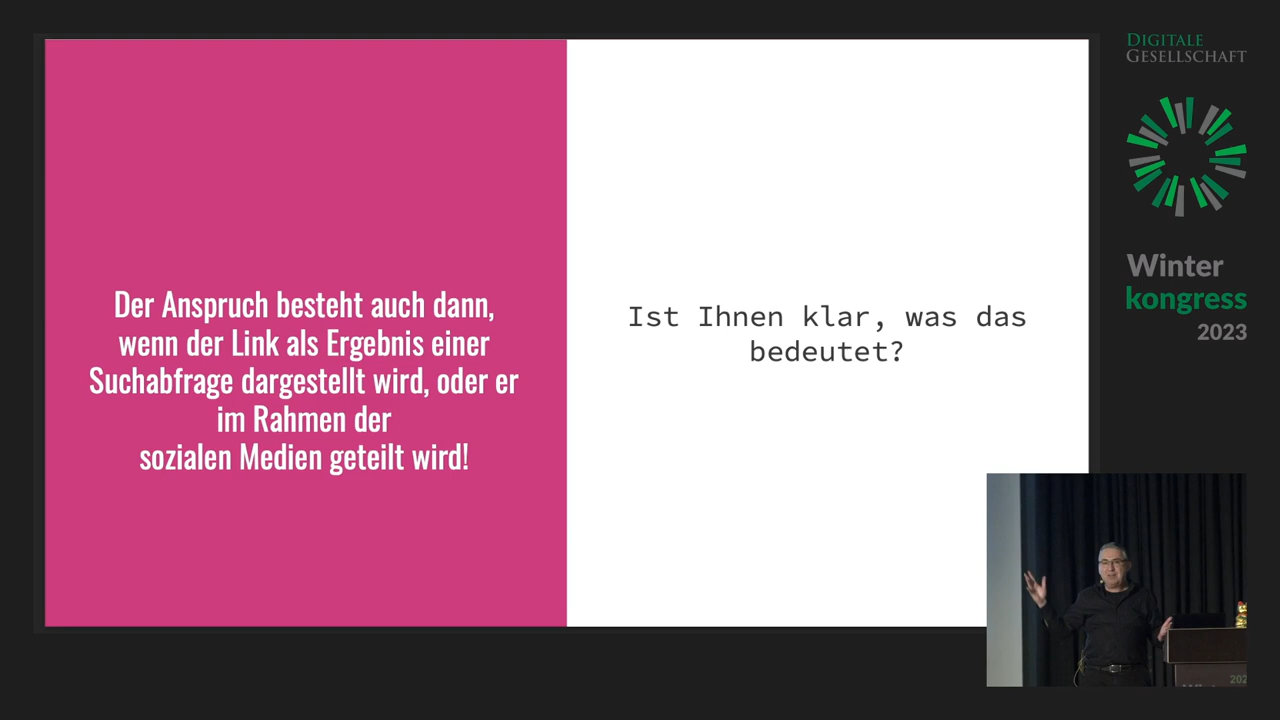 Der Anspruch besteht auch dann,
wenn der Link als Ergebnis einer
Suchabfrage dargestellt wird, oder er
im Rahmen der
sozialen Medien geteilt wird!
Ist Ihnen klar, was das
bedeutet?
DIGITALE
GESELLSCHAFT
Winter
kongress
2023
202